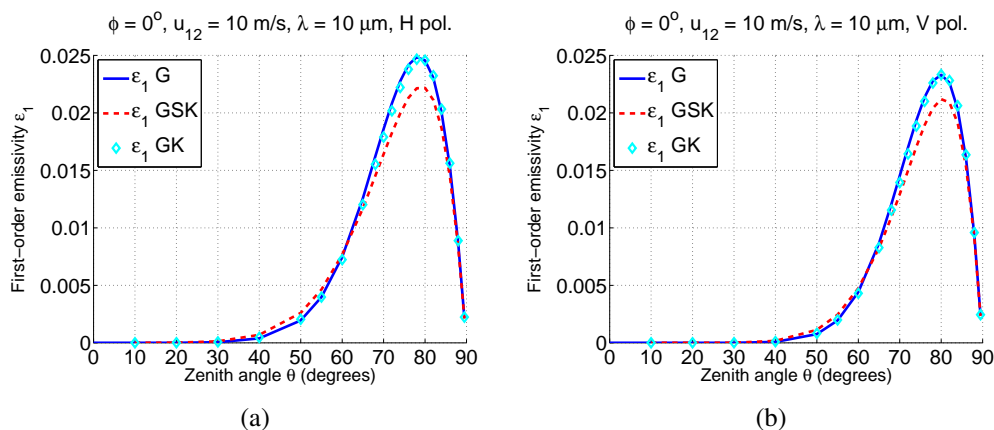 ϕ = 0°, u12 = 10 m/s, λ = 10 μm, H pol.
0.025
0.02
0.015
0.01
0.005
0
First−order emissivity ε1
ε1 G
ε1 GSK
ε1 GK
0 10 20 30 40 50 60 70 80 90
Zenith angle θ (degrees)
(a)
ϕ = 0°, u12 = 10 m/s, λ = 10 μm, V pol.
0.025
0.02
0.015
0.01
0.005
0
First−order emissivity ε1
ε1 G
ε1 GSK
ε1 GK
0 10 20 30 40 50 60 70 80 90
Zenith angle θ (degrees)
(b)